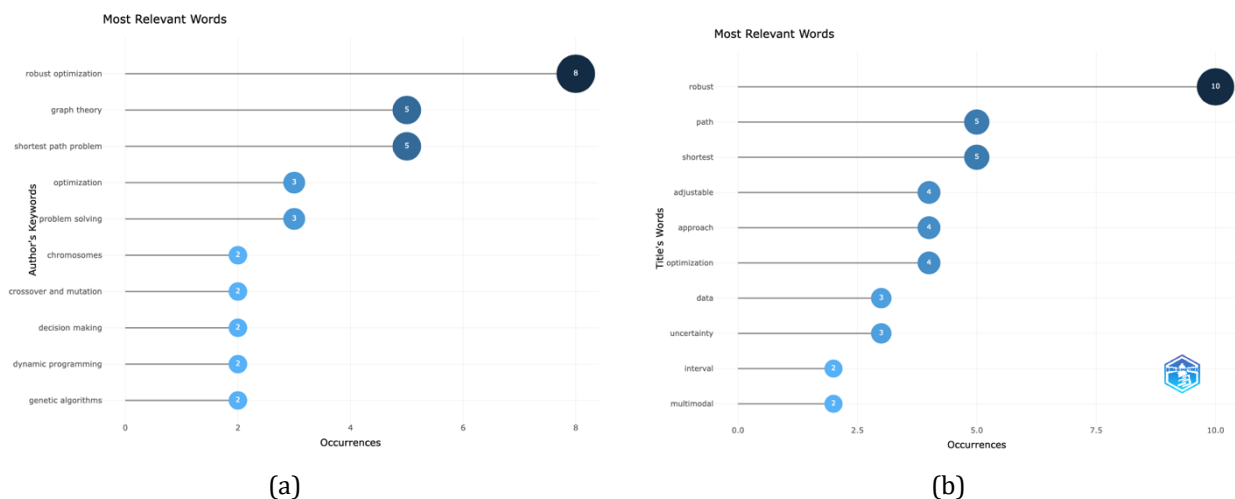 Most Relevant Words
robust optimization
8
graph theory
5
shortest path problem
5
optimization
3
problem solving
3
chromosomes
2
crossover and mutation
2
decision making
2
dynamic programming
2
genetic algorithms
2
Author's Keywords
0 2 4 6 8
Occurrences
(a)
Most Relevant Words
robust
10
path
5
shortest
5
adjustable
4
approach
4
optimization
4
data
3
uncertainty
3
interval
2
multimodal
2
Title's Words
0.0 2.5 5.0 7.5 10.0
Occurrences
(b)